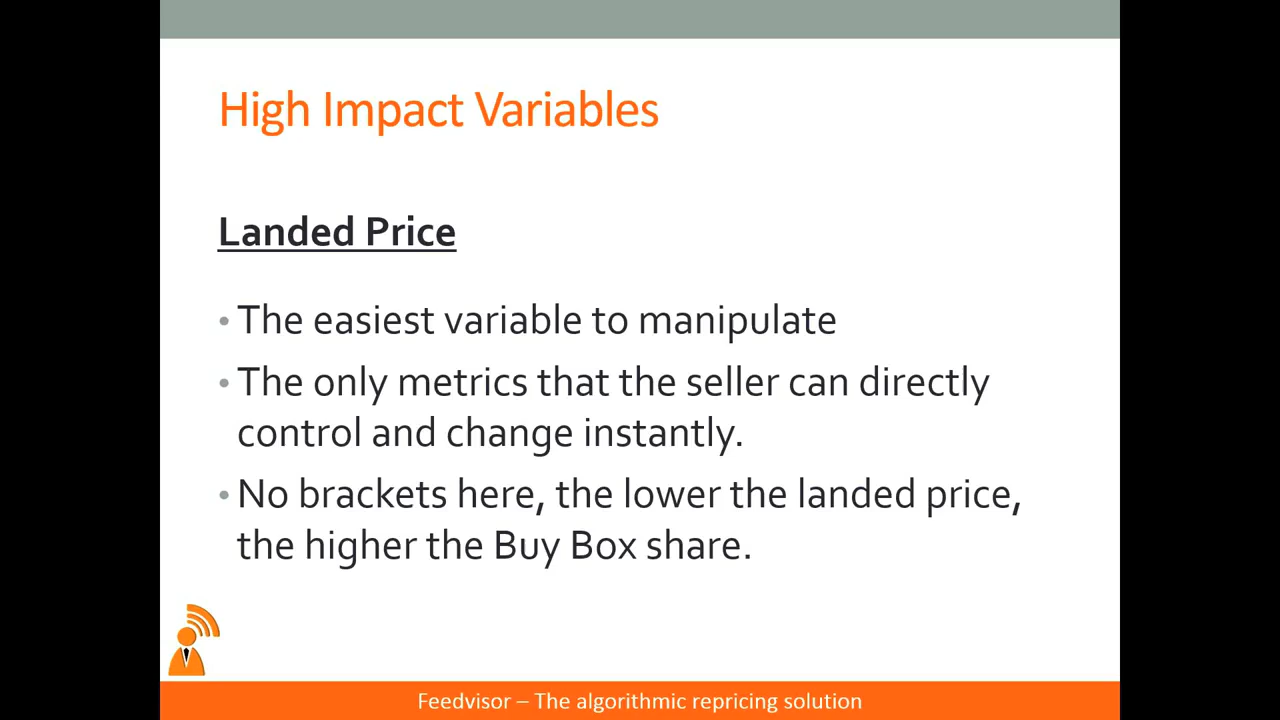 High Impact Variables
Landed Price
• The easiest variable to manipulate
• The only metrics that the seller can directly
control and change instantly.
• No brackets here, the lower the landed price,
the higher the Buy Box share.
Feedvisor – The algorithmic repricing solution